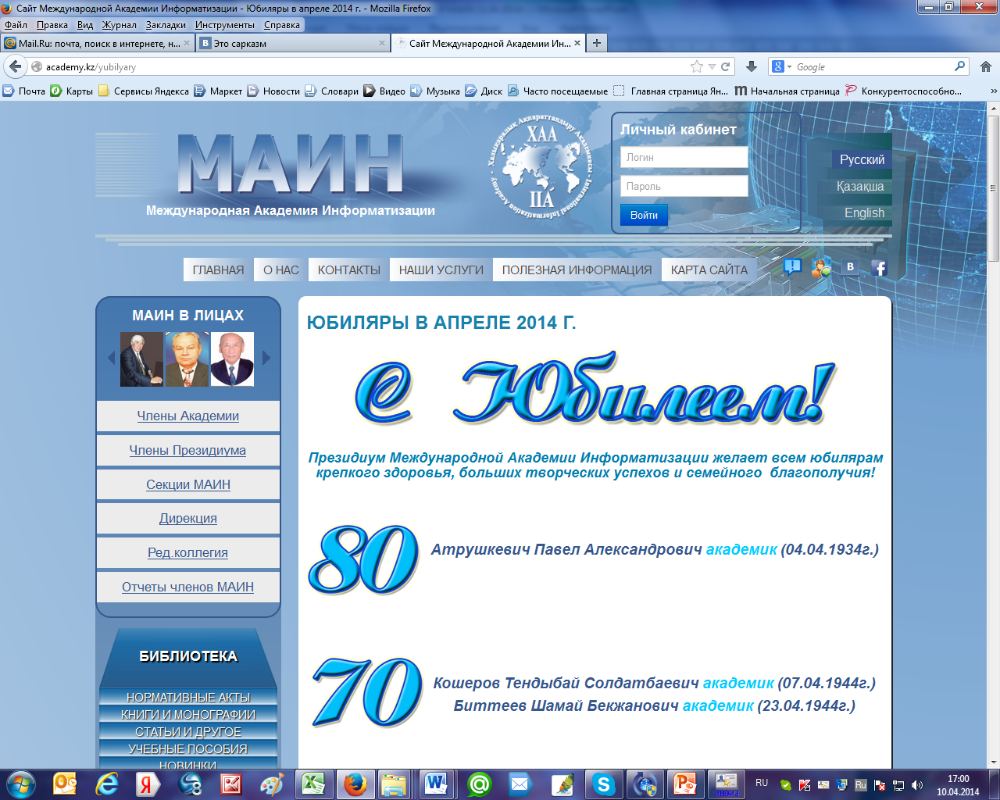 Сайт Международной Академии Информатизации - Юбиляры в апреле 2014 г. - Mozilla Firefox
Файл Правка Вид Журнал Закладки Инструменты Справка
Mail.Ru: почта, поиск в интернете, н...
Это сарказм
Сайт Международной Академии Ин...
academy.kz/yubilyary
Google
Почта Карты Сервисы Яндекса Маркет Новости Словари Видео Музыка Диск Часто посещаемые Главная страница Ян... Начальная страница Конкурентоспособно... »
МАИН
Международная Академия Информатизации
Халықаралық Ақпараттандыру Академиясы - International Informatization Academy
ХАА
IIA
Личный кабинет
Логин
Пароль
Войти
Русский
Қазақша
English
ГЛАВНАЯ О НАС КОНТАКТЫ НАШИ УСЛУГИ ПОЛЕЗНАЯ ИНФОРМАЦИЯ КАРТА САЙТА
МАИН В ЛИЦАХ
Члены Академии
Члены Президиума
Секции МАИН
Дирекция
Ред.коллегия
Отчеты членов МАИН
БИБЛИОТЕКА
НОРМАТИВНЫЕ АКТЫ
КНИГИ И МОНОГРАФИИ
СТАТЬИ И ДРУГОЕ
УЧЕБНЫЕ ПОСОБИЯ
НОВИНКИ
ЮБИЛЯРЫ В АПРЕЛЕ 2014 Г.
С Юбилеем!
Президиум Международной Академии Информатизации желает всем юбилярам
крепкого здоровья, больших творческих успехов и семейного благополучия!
80 Атрушкевич Павел Александрович академик (04.04.1934г.)
70 Кошеров Тендыбай Солдатбаевич академик (07.04.1944г.)
Биттеев Шамай Бекжанович академик (23.04.1944г.)
RU
Ru
17:00
10.04.2014